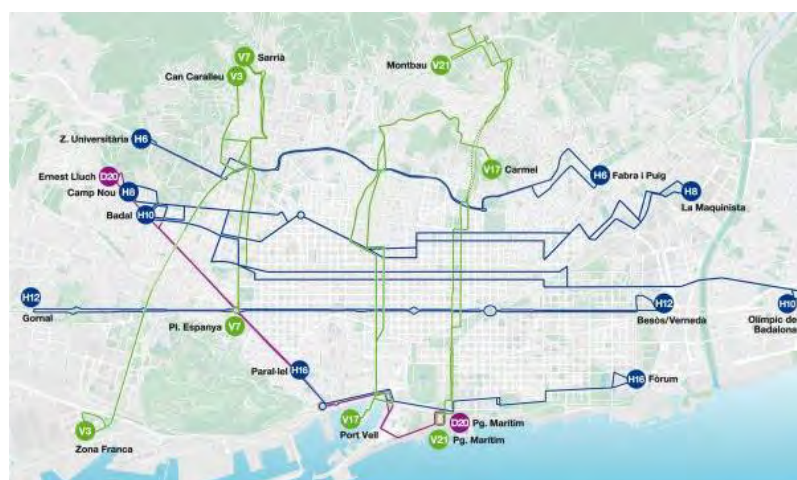 V7 Sarrià
Can Caralleu V3
Montbau V21
Z. Universitària H6
Ernest Lluch D20
Camp Nou H8
Badal H10
V17 Carmel
H6 Fabra i Puig
H8
La Maquinista
H12
Gornal
Pl. Espanya V7
H12
Besòs/Verneda
H10
Olímpic de
Badalona
Paral·lel H16
H16 Fòrum
V3
Zona Franca
V17
Port Vell
D20 Pg. Marítim
V21 Pg. Marítim